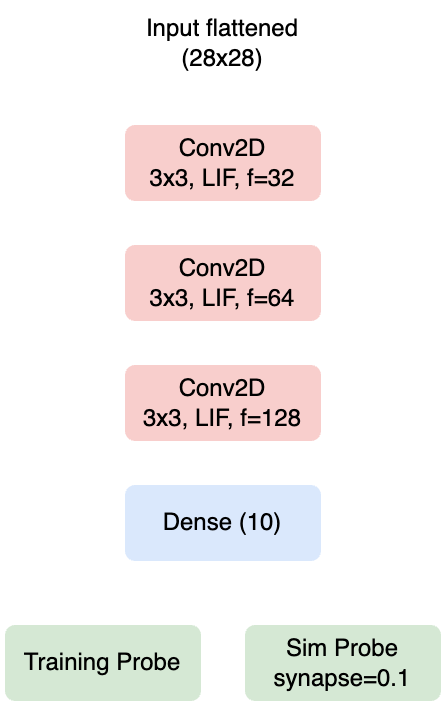 Input flattened
(28x28)
Conv2D
3x3, LIF, f=32
Conv2D
3x3, LIF, f=64
Conv2D
3x3, LIF, f=128
Dense (10)
Training Probe
Sim Probe
synapse=0.1